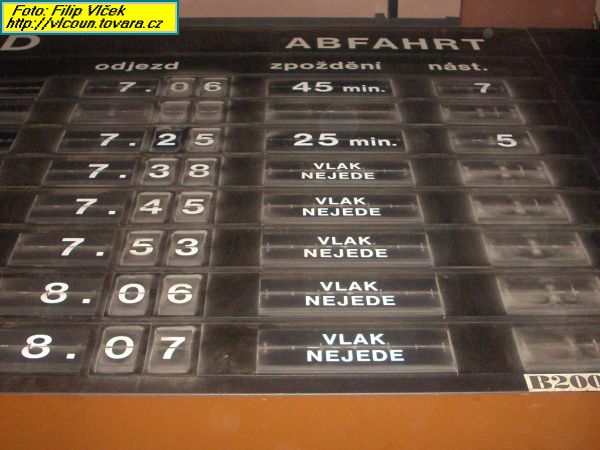 Foto: Filip Vlček
http://vlcoun.tovara.cz
D ABFAHRT
odjezd zpoždění nást.
7.06 45 min. 7
7.25 25 min. 5
7.38 VLAK NEJEDE
7.45 VLAK NEJEDE
7.53 VLAK NEJEDE
8.06 VLAK NEJEDE
8.07 VLAK NEJEDE
B200